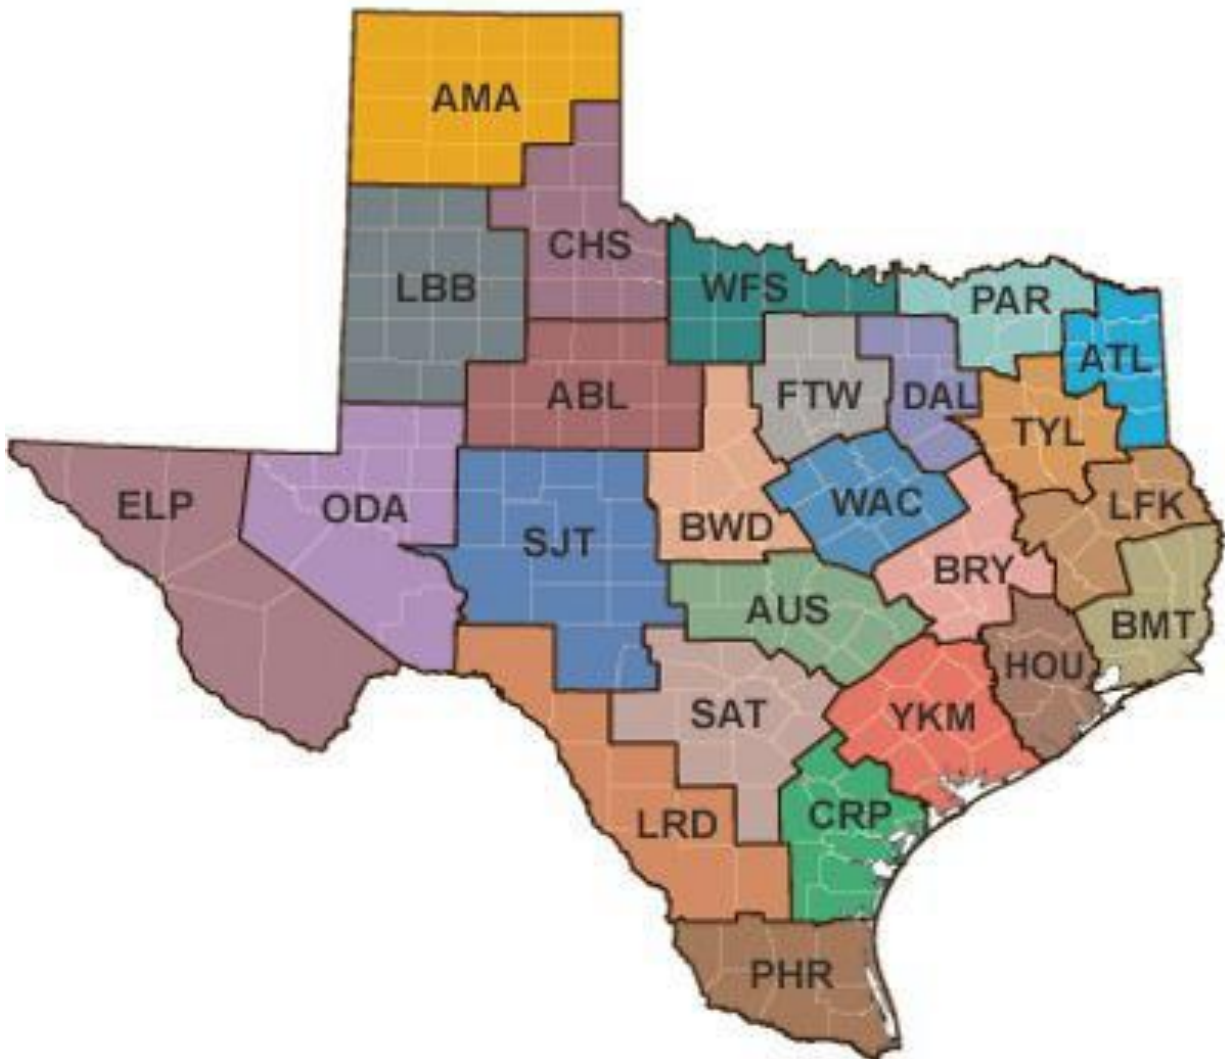 AMA
CHS
LBB
WFS
PAR
ATL
ABL
FTW
DAL
TYL
ELP
ODA
SJT
BWD
WAC
LFK
BRY
AUS
BMT
HOU
SAT
YKM
LRD
CRP
PHR